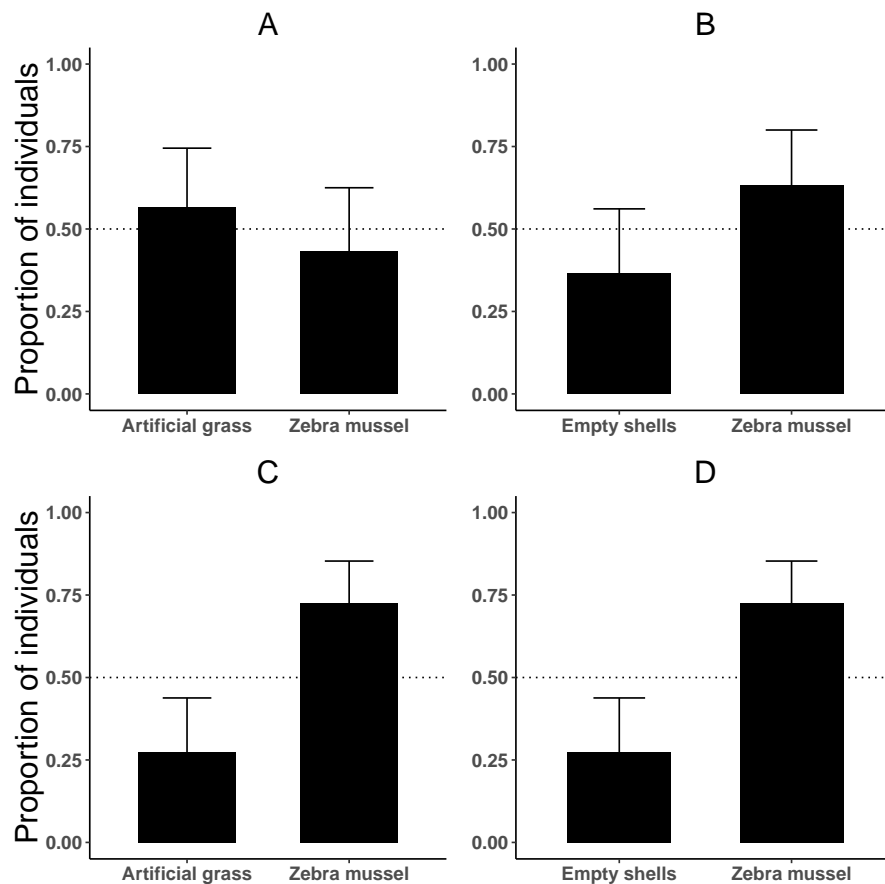 A
B
Proportion of individuals
1.00
0.75
0.50
0.25
0.00
Artificial grass
Zebra mussel
1.00
0.75
0.50
0.25
0.00
Empty shells
Zebra mussel
C
D
Proportion of individuals
1.00
0.75
0.50
0.25
0.00
Artificial grass
Zebra mussel
1.00
0.75
0.50
0.25
0.00
Empty shells
Zebra mussel